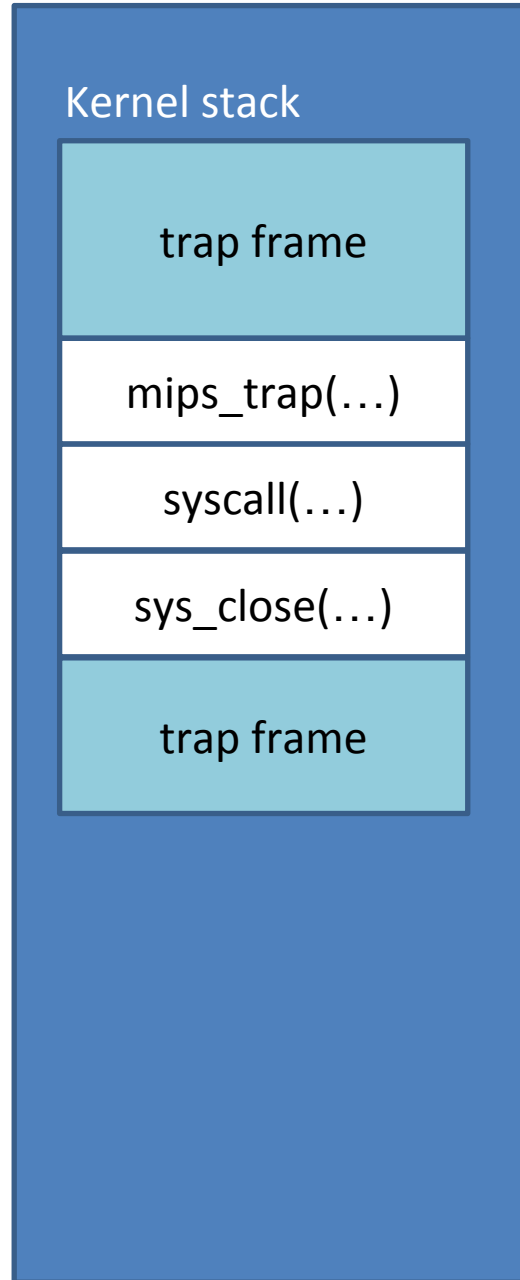 Kernel stack
trap frame
mips_trap(…)
syscall(…)
sys_close(…)
trap frame